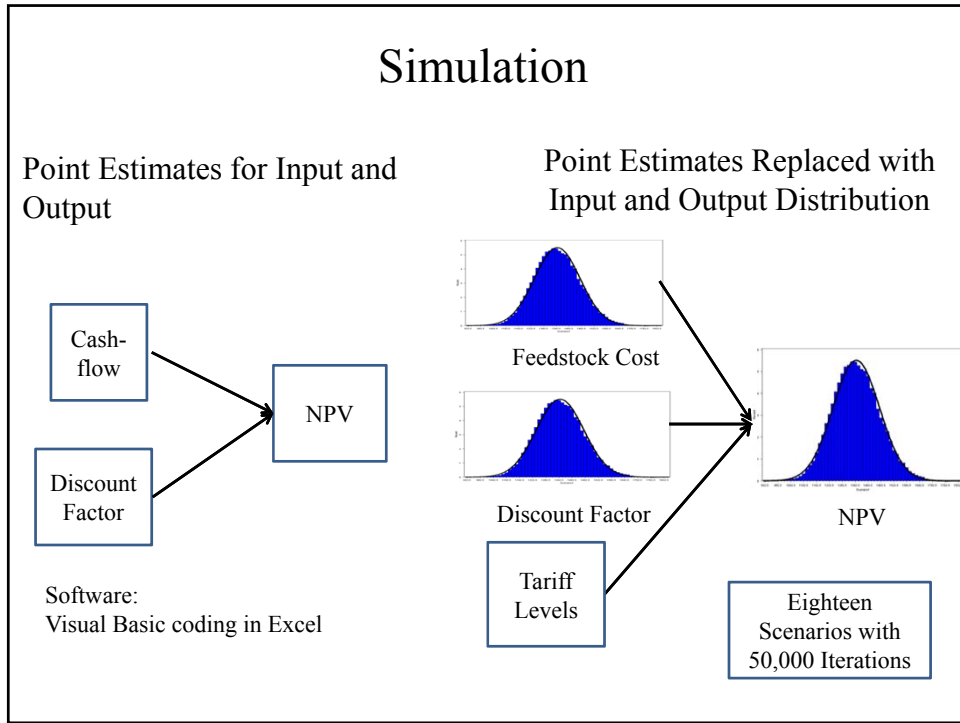 Simulation
Point Estimates for Input and
Output
Cash-
flow
Discount
Factor
NPV
Software:
Visual Basic coding in Excel
Point Estimates Replaced with
Input and Output Distribution
Feedstock Cost
Discount Factor
Tariff
Levels
NPV
Eighteen
Scenarios with
50,000 Iterations